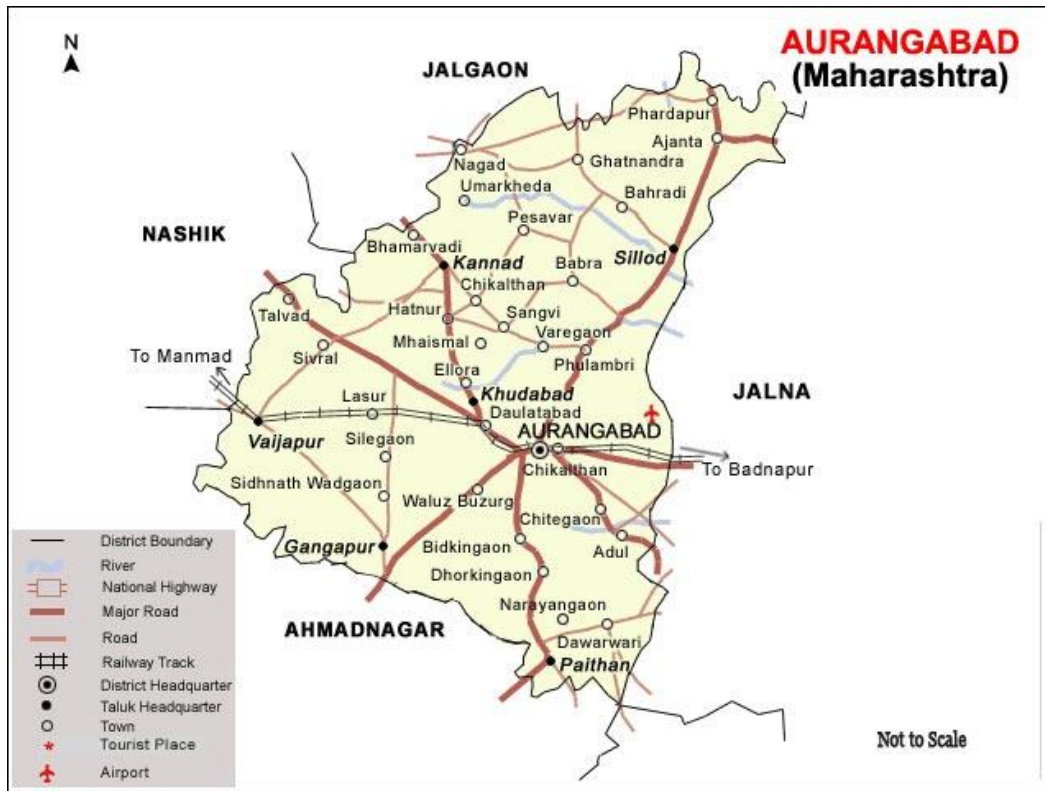 N
AURANGABAD
(Maharashtra)
JALGAON
Phardapur
Ajanta
Nagad
Ghatnandra
Umarkheda
Bahradi
Pesavar
NASHIK
Bhamarvadi
Sillod
Kannad
Babra
Chikalthan
Talvad
Hatnur
Sangvi
Varegaon
Mhaismal
To Manmad
Sivral
Phulambri
Ellora
JALNA
Lasur
Khudabad
Daulatabad
Vaijapur
Silegaon
AURANGABAD
To Badnapur
Chikalthan
Sidhnath Wadgaon
Waluz Buzurg
Chitegaon
Gangapur
Bidkingaon
Adul
Dhorkingaon
Narayangaon
AHMADNAGAR
Dawarwari
Paithan
District Boundary
River
National Highway
Major Road
Road
Railway Track
District Headquarter
Taluk Headquarter
Town
Tourist Place
Airport
Not to Scale